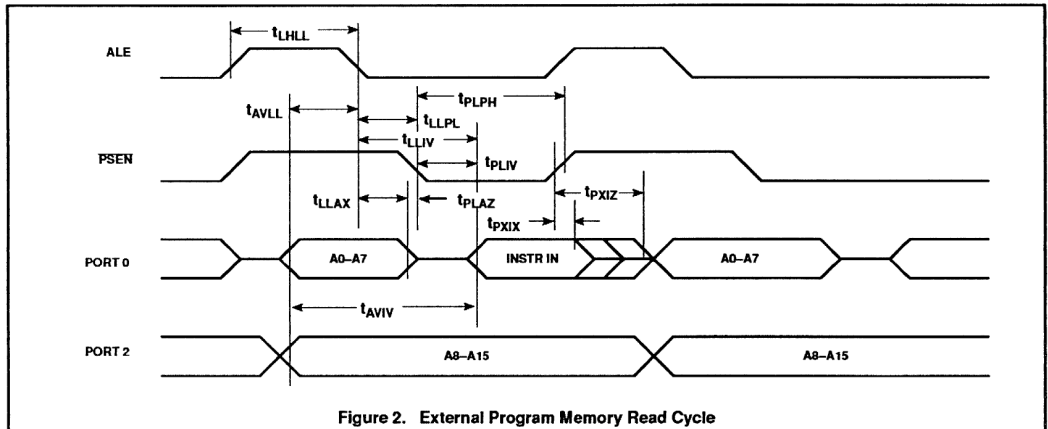 tLHLL
ALE
tAVLL
tPLPH
tLLPL
tLLIV
PSEN
tPLIV
tLLAX
tPLAZ
tPXIZ
tPXIX
PORT 0
A0–A7
INSTR IN
A0–A7
tAVIV
PORT 2
A8–A15
A8–A15
Figure 2. External Program Memory Read Cycle